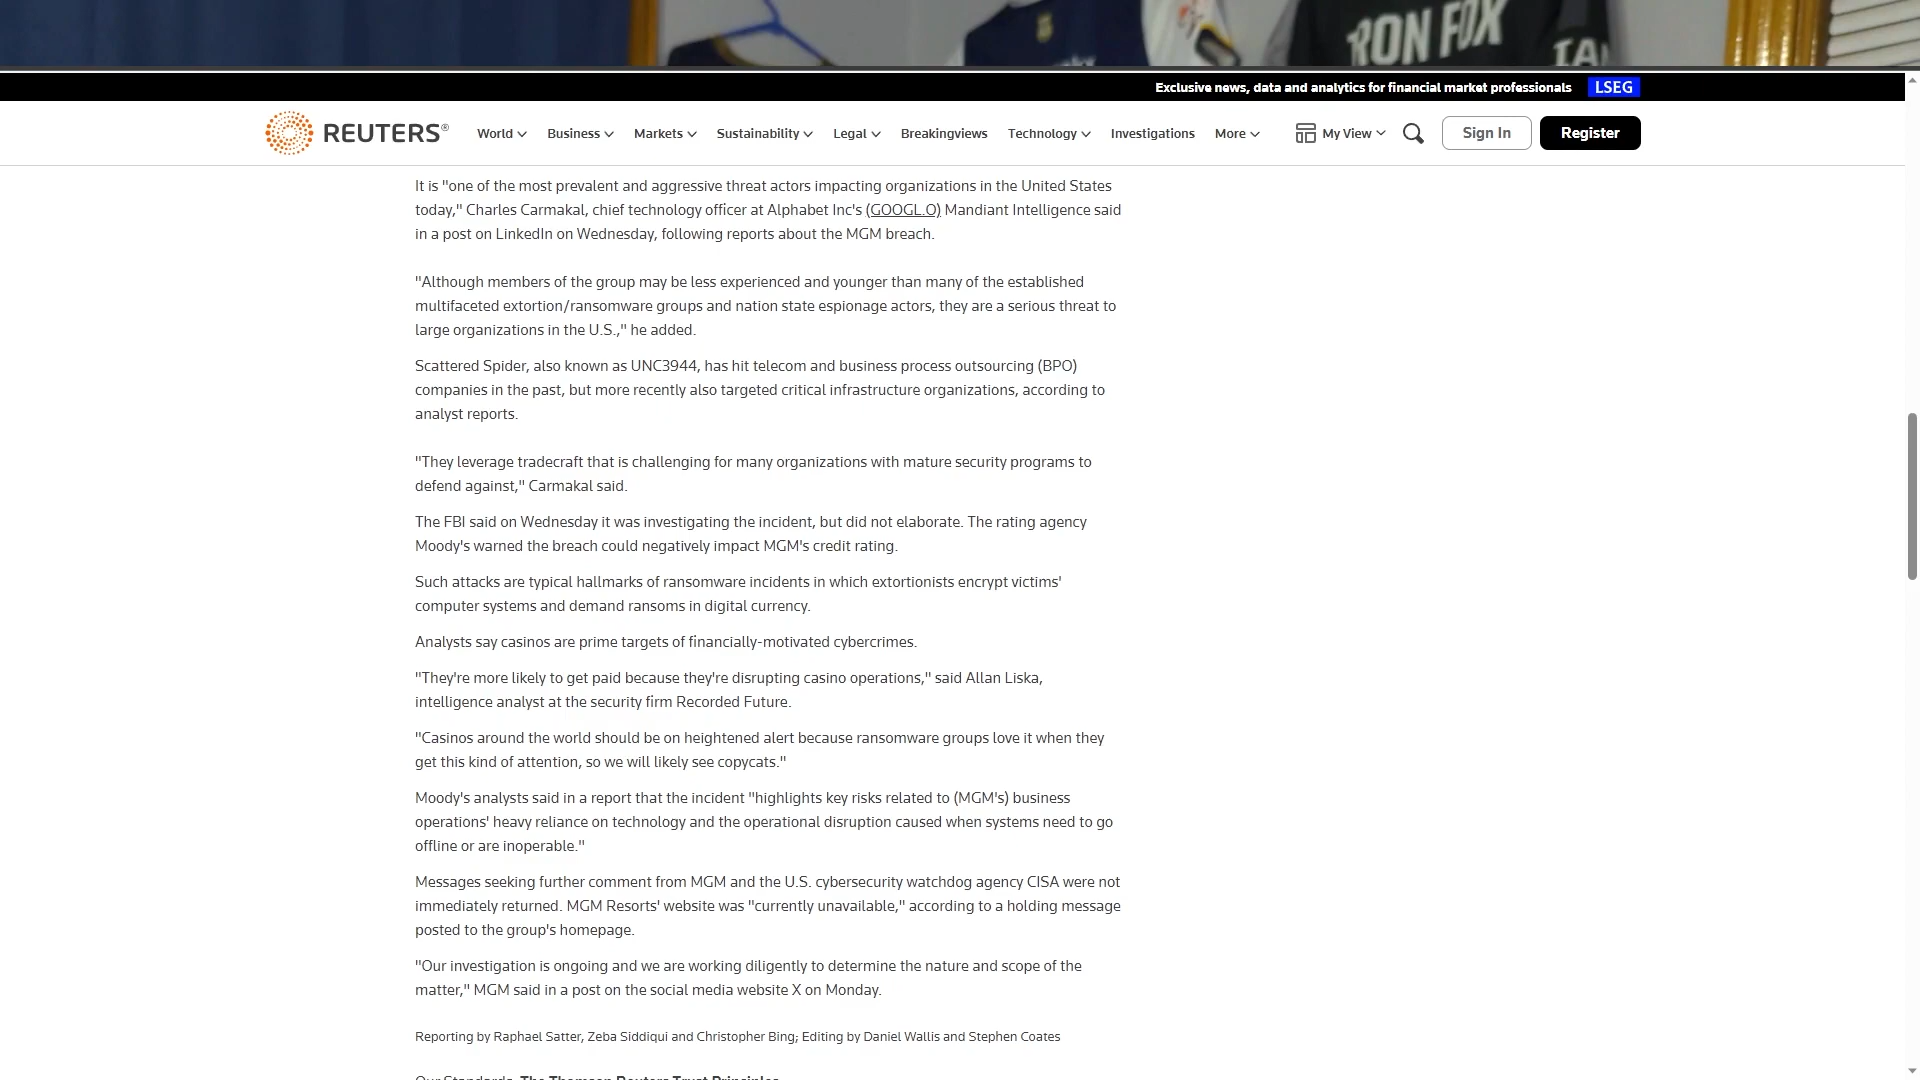 RON FOX
Exclusive news, data and analytics for financial market professionals LSEG
REUTERS® World Business Markets Sustainability Legal Breakingviews Technology Investigations More My View Sign In Register
It is "one of the most prevalent and aggressive threat actors impacting organizations in the United States
today," Charles Carmakal, chief technology officer at Alphabet Inc's (GOOGL.O) Mandiant Intelligence said
in a post on LinkedIn on Wednesday, following reports about the MGM breach.
"Although members of the group may be less experienced and younger than many of the established
multifaceted extortion/ransomware groups and nation state espionage actors, they are a serious threat to
large organizations in the U.S.," he added.
Scattered Spider, also known as UNC3944, has hit telecom and business process outsourcing (BPO)
companies in the past, but more recently also targeted critical infrastructure organizations, according to
analyst reports.
"They leverage tradecraft that is challenging for many organizations with mature security programs to
defend against," Carmakal said.
The FBI said on Wednesday it was investigating the incident, but did not elaborate. The rating agency
Moody's warned the breach could negatively impact MGM's credit rating.
Such attacks are typical hallmarks of ransomware incidents in which extortionists encrypt victims'
computer systems and demand ransoms in digital currency.
Analysts say casinos are prime targets of financially-motivated cybercrimes.
"They're more likely to get paid because they're disrupting casino operations," said Allan Liska,
intelligence analyst at the security firm Recorded Future.
"Casinos around the world should be on heightened alert because ransomware groups love it when they
get this kind of attention, so we will likely see copycats."
Moody's analysts said in a report that the incident "highlights key risks related to (MGM's) business
operations' heavy reliance on technology and the operational disruption caused when systems need to go
offline or are inoperable."
Messages seeking further comment from MGM and the U.S. cybersecurity watchdog agency CISA were not
immediately returned. MGM Resorts' website was "currently unavailable," according to a holding message
posted to the group's homepage.
"Our investigation is ongoing and we are working diligently to determine the nature and scope of the
matter," MGM said in a post on the social media website X on Monday.
Reporting by Raphael Satter, Zeba Siddiqui and Christopher Bing; Editing by Daniel Wallis and Stephen Coates
Our Standards: The Thomson Reuters Trust Principles.